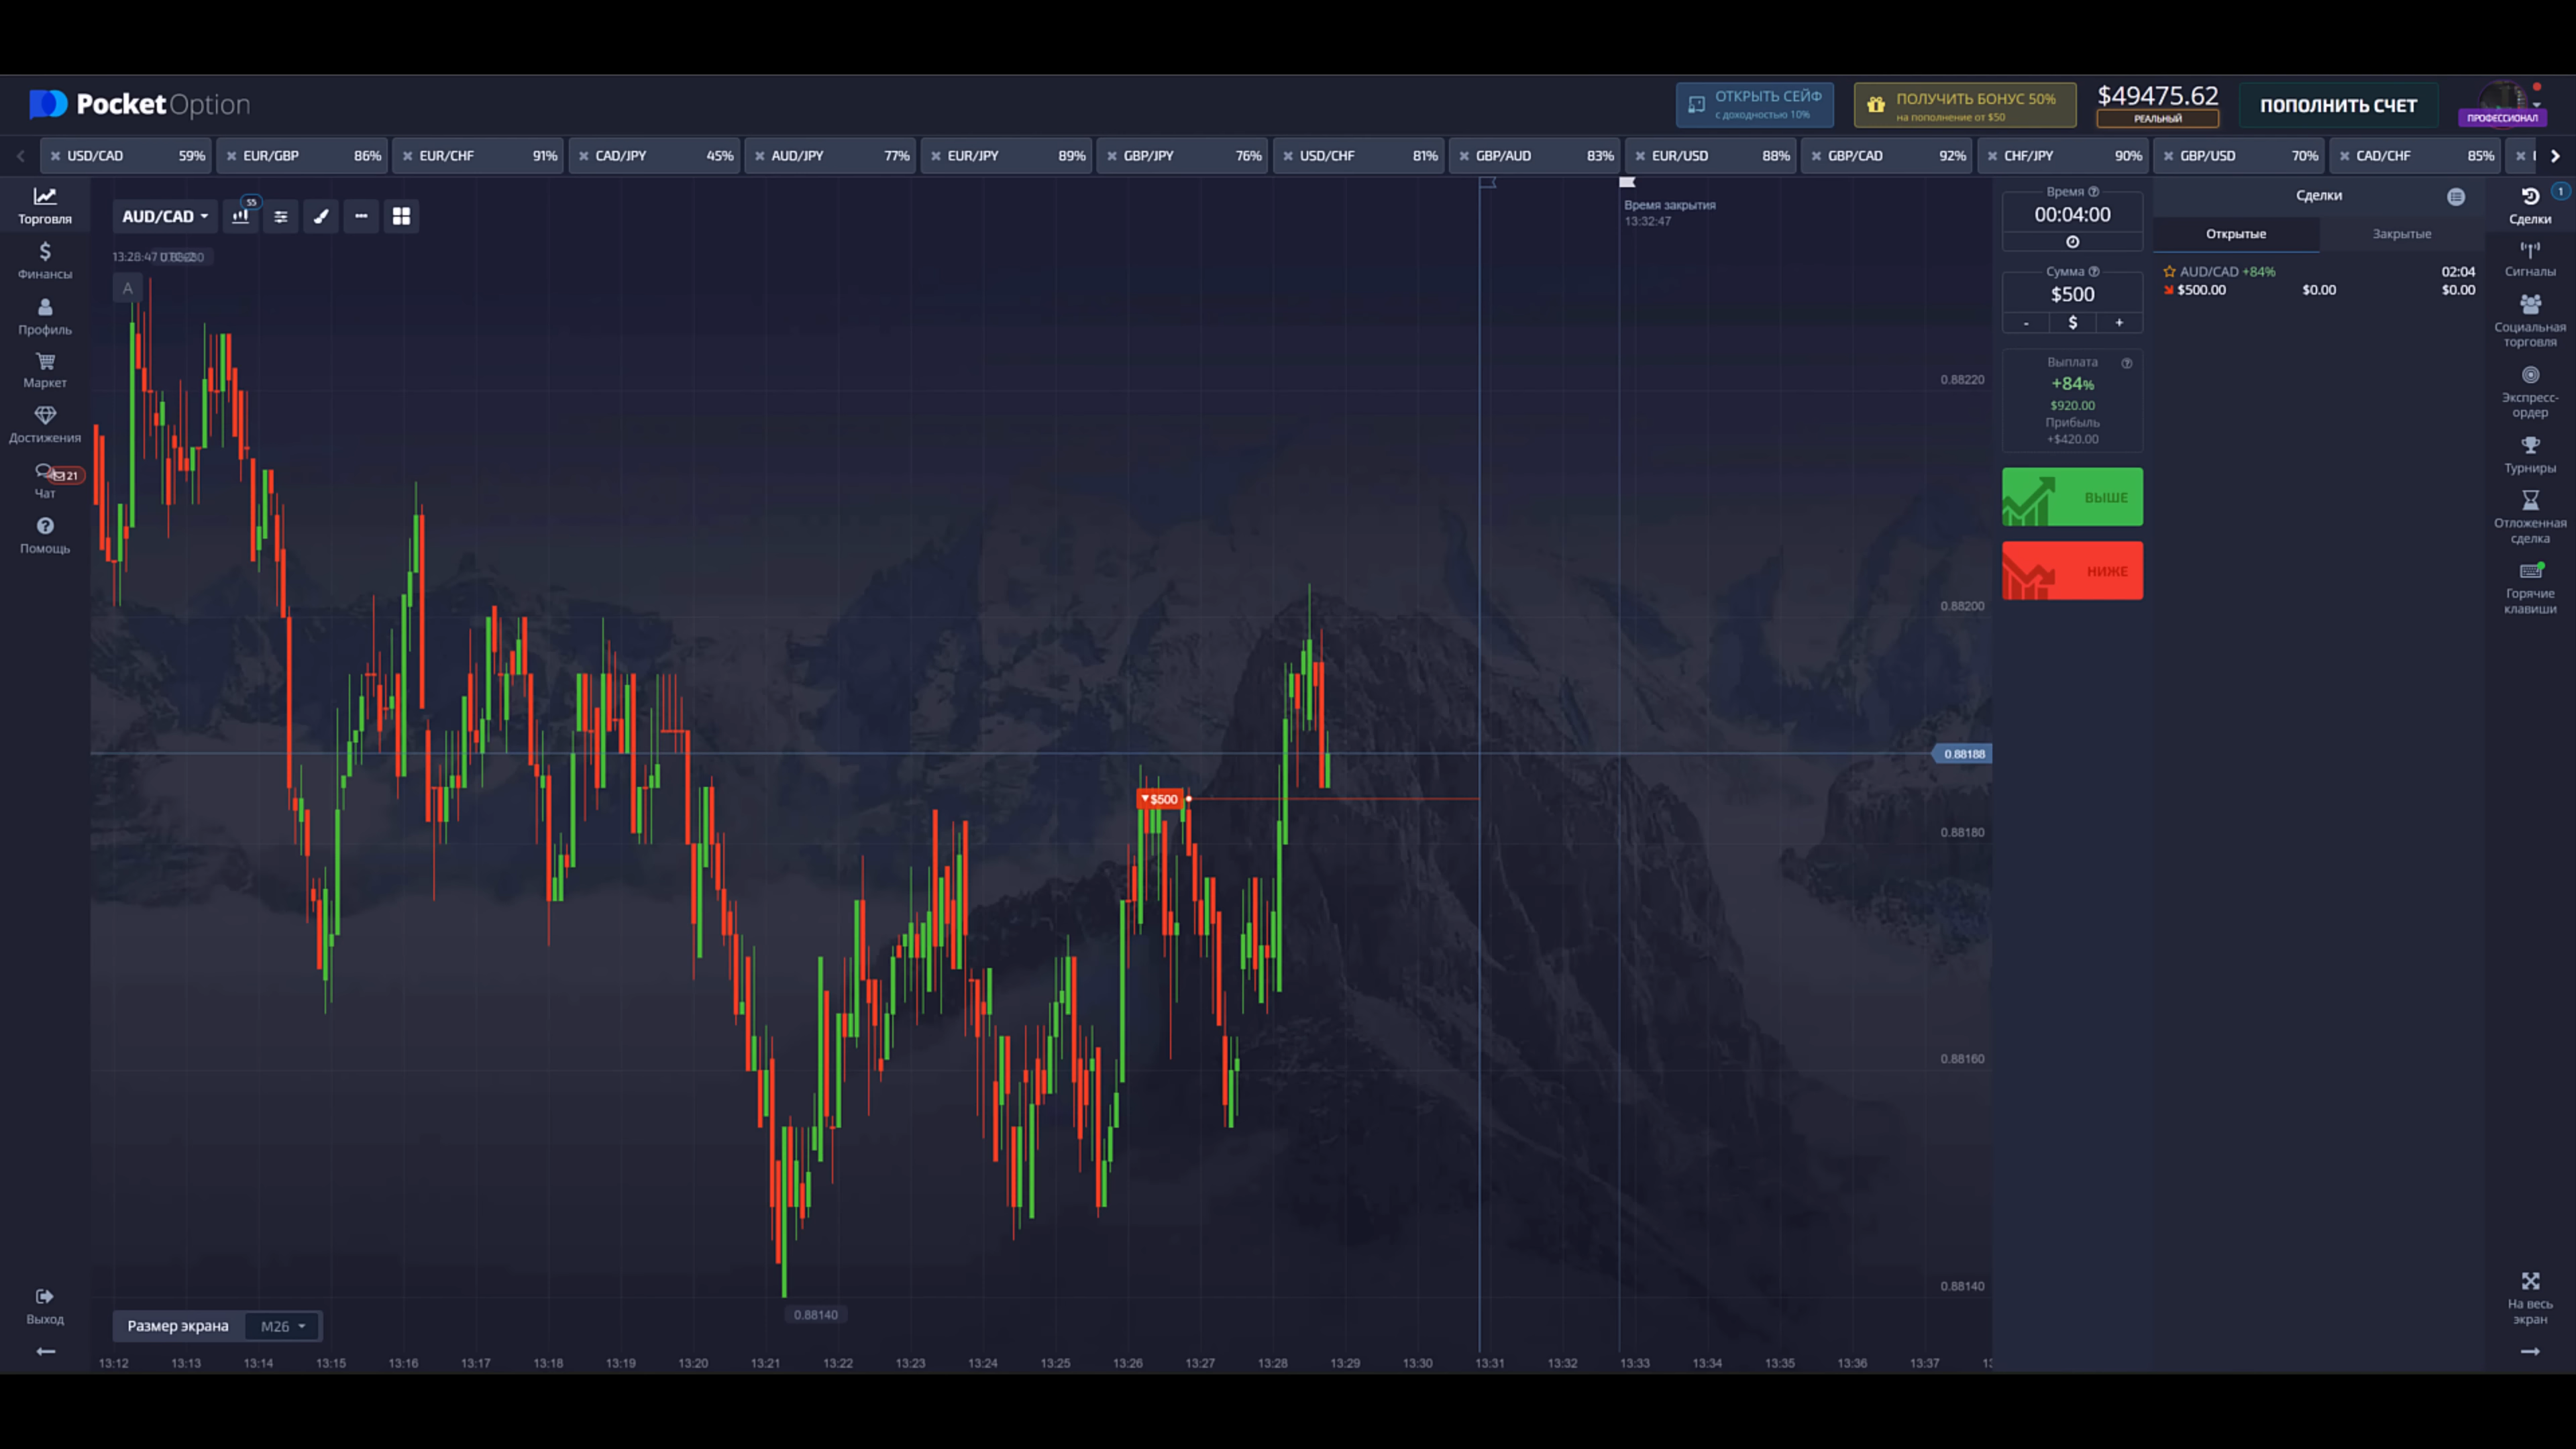 PocketOption
ОТКРЫТЬ СЕЙФ
с доходностью 10%
ПОЛУЧИТЬ БОНУС 50%
на пополнение от $50
$49475.62
РЕАЛЬНЫЙ
ПОПОЛНИТЬ СЧЕТ
ПРОФЕССИОНАЛ
USD/CAD 59%
EUR/GBP 86%
EUR/CHF 91%
CAD/JPY 45%
AUD/JPY 77%
EUR/JPY 89%
GBP/JPY 76%
USD/CHF 81%
GBP/AUD 83%
EUR/USD 88%
GBP/CAD 92%
CHF/JPY 90%
GBP/USD 70%
CAD/CHF 85%
Торговля
Финансы
Профиль
Маркет
Достижения
21
Чат
Помощь
Выход
AUD/CAD
S5
13:28:47
A
Время закрытия
13:32:47
0.88220
0.88200
0.88188
0.88180
0.88160
0.88140
$500
0.88140
Размер экрана M26
13:12 13:13 13:14 13:15 13:16 13:17 13:18 13:19 13:20 13:21 13:22 13:23 13:24 13:25 13:26 13:27 13:28 13:29 13:30 13:31 13:32 13:33 13:34 13:35 13:36 13:37
Время
00:04:00
Сумма
$500
- $ +
Выплата
+84%
$920.00
Прибыль
+$420.00
ВЫШЕ
НИЖЕ
Сделки
Открытые Закрытые
AUD/CAD +84% 02:04
$500.00 $0.00 $0.00
1
Сделки
Сигналы
Социальная
торговля
Экспресс-
ордер
Турниры
Отложенная
сделка
Горячие
клавиши
На весь
экран